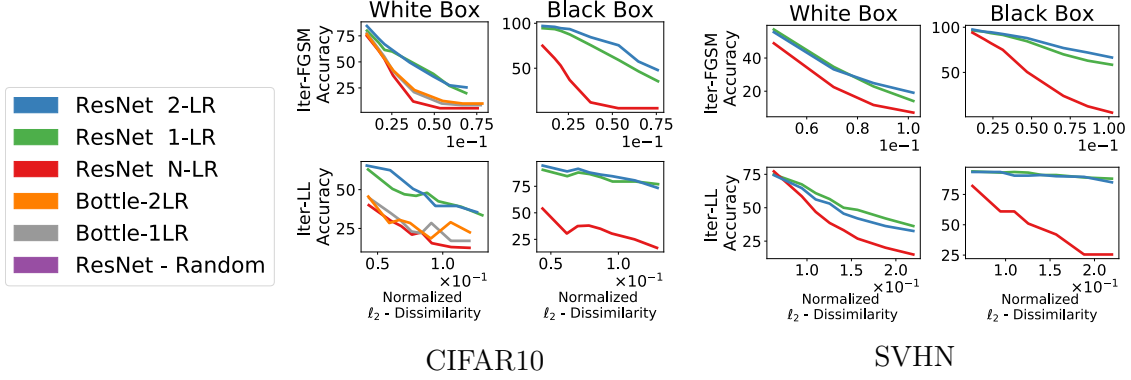 ResNet 2-LR
ResNet 1-LR
ResNet N-LR
Bottle-2LR
Bottle-1LR
ResNet - Random
White Box
Black Box
Iter-FGSM
Accuracy
75
50
25
0.25 0.50 0.75
1e−1
100
75
50
0.25 0.50 0.75
1e−1
Iter-LL
Accuracy
50
25
0.5 1.0
×10⁻¹
Normalized
ℓ₂ - Dissimilarity
100
75
50
25
0.5 1.0
×10⁻¹
Normalized
ℓ₂ - Dissimilarity
CIFAR10
White Box
Black Box
Iter-FGSM
Accuracy
40
20
0.6 0.8 1.0
1e−1
100
50
0.25 0.50 0.75 1.00
1e−1
Iter-LL
Accuracy
75
50
25
1.0 1.5 2.0
×10⁻¹
Normalized
ℓ₂ - Dissimilarity
75
50
25
1.0 1.5 2.0
×10⁻¹
Normalized
ℓ₂ - Dissimilarity
SVHN